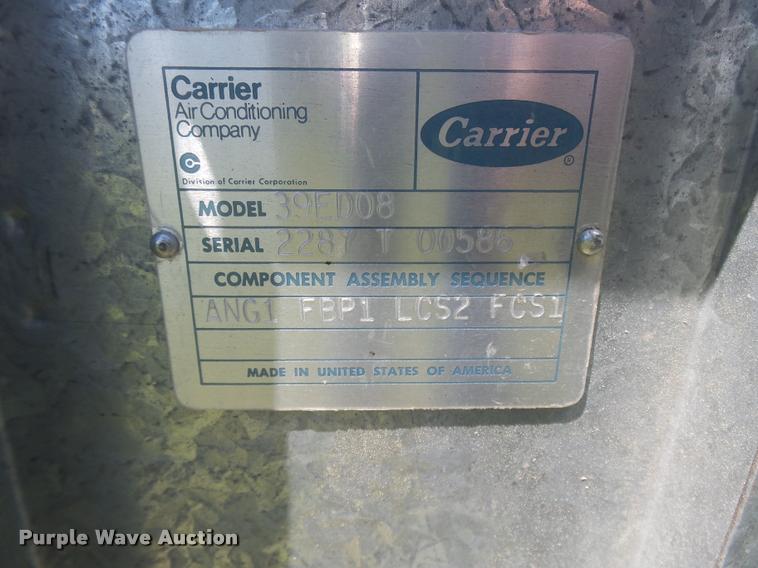 Carrier
Air Conditioning
Company
Division of Carrier Corporation
Carrier
®
MODEL 39ED08
SERIAL 2287 T 00586
COMPONENT ASSEMBLY SEQUENCE
ANG1 FBP1 LCS2 FCS1
MADE IN UNITED STATES OF AMERICA
Purple Wave Auction